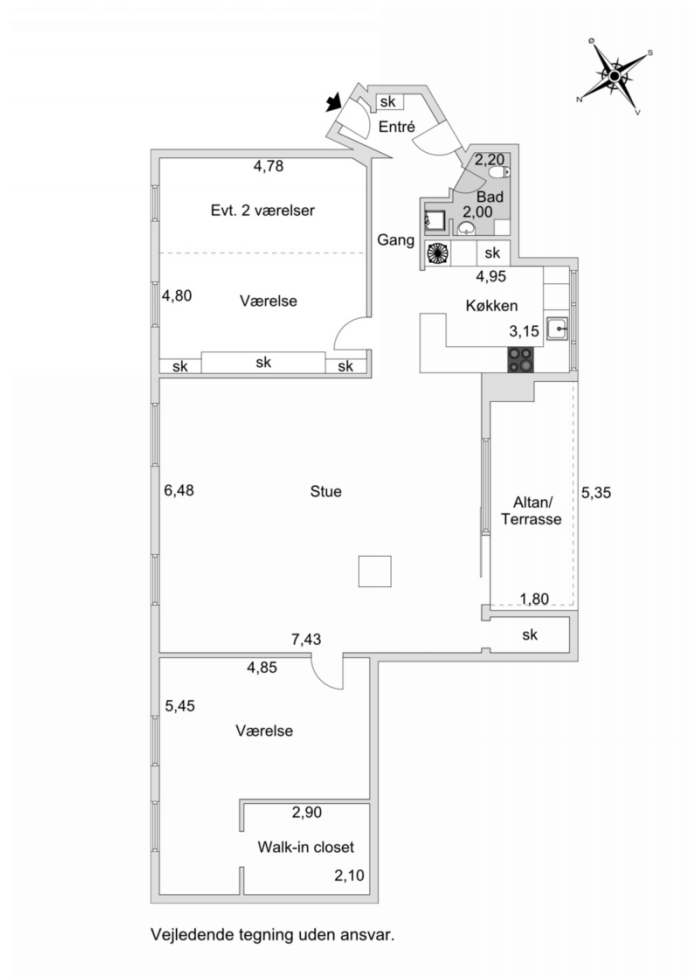 Ø
S
N
V
sk
Entré
2,20
Bad
2,00
4,78
Evt. 2 værelser
Gang
sk
4,95
4,80
Værelse
Køkken
3,15
sk
sk
sk
6,48
Stue
Altan/
Terrasse
5,35
1,80
7,43
sk
4,85
5,45
Værelse
2,90
Walk-in closet
2,10
Vejledende tegning uden ansvar.